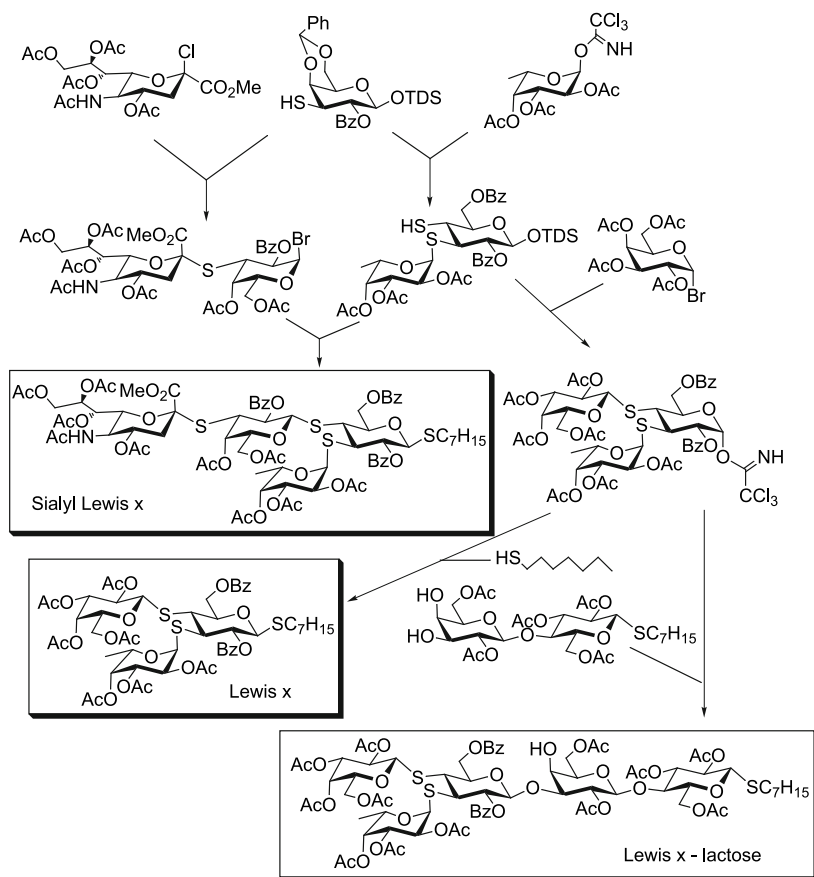 Ph
CCl3
OAc
AcO
OAc
Cl
O
CO2Me
AcO
AcHN
OAc
O
O
O
HS
BzO
OTDS
O
NH
O
OAc
OAc
AcO
OBz
HS
O
S
OTDS
BzO
O
OAc
OAc
AcO
OAc
AcO
OAc
MeO2C
O
S
AcO
AcHN
OAc
BzO
Br
O
OAc
AcO
AcO
OAc
O
AcO
AcO
Br
AcO
OAc
MeO2C
O
S
AcO
AcHN
OAc
BzO
O
OAc
AcO
S
S
OBz
O
SC7H15
BzO
O
OAc
OAc
AcO
Sialyl Lewis x
AcO
AcO
O
OAc
AcO
S
S
OBz
O
BzO
O
NH
CCl3
O
OAc
OAc
AcO
HS
AcO
AcO
O
OAc
AcO
S
S
OBz
O
SC7H15
BzO
O
OAc
OAc
AcO
Lewis x
HO
OAc
O
HO
AcO
O
AcO
AcO
O
SC7H15
OAc
AcO
AcO
O
OAc
AcO
S
S
OBz
O
BzO
O
HO
OAc
O
AcO
O
AcO
AcO
O
SC7H15
OAc
O
OAc
OAc
AcO
Lewis x - lactose